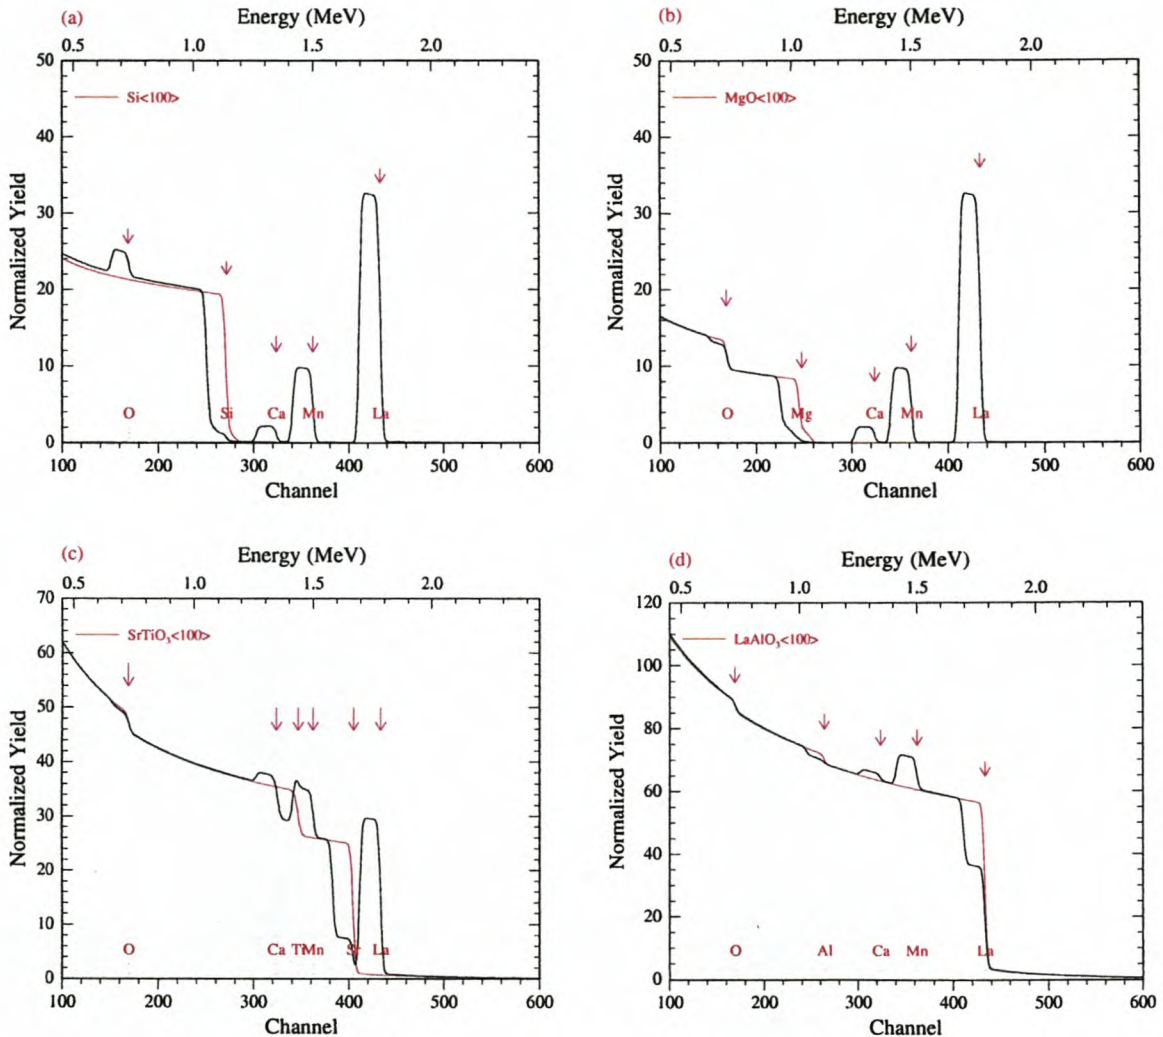 (a) Energy (MeV)
0.5 1.0 1.5 2.0
50
40
30
20
10
0
Normalized Yield
Si<100>
O Si Ca Mn La
100 200 300 400 500 600
Channel
(b) Energy (MeV)
0.5 1.0 1.5 2.0
50
40
30
20
10
0
Normalized Yield
MgO<100>
O Mg Ca Mn La
100 200 300 400 500 600
Channel
(c) Energy (MeV)
0.5 1.0 1.5 2.0
70
60
50
40
30
20
10
0
Normalized Yield
SrTiO₃<100>
O Ca Ti Mn Sr La
100 200 300 400 500 600
Channel
(d) Energy (MeV)
0.5 1.0 1.5 2.0
120
100
80
60
40
20
0
Normalized Yield
LaAlO₃<100>
O Al Ca Mn La
100 200 300 400 500 600
Channel